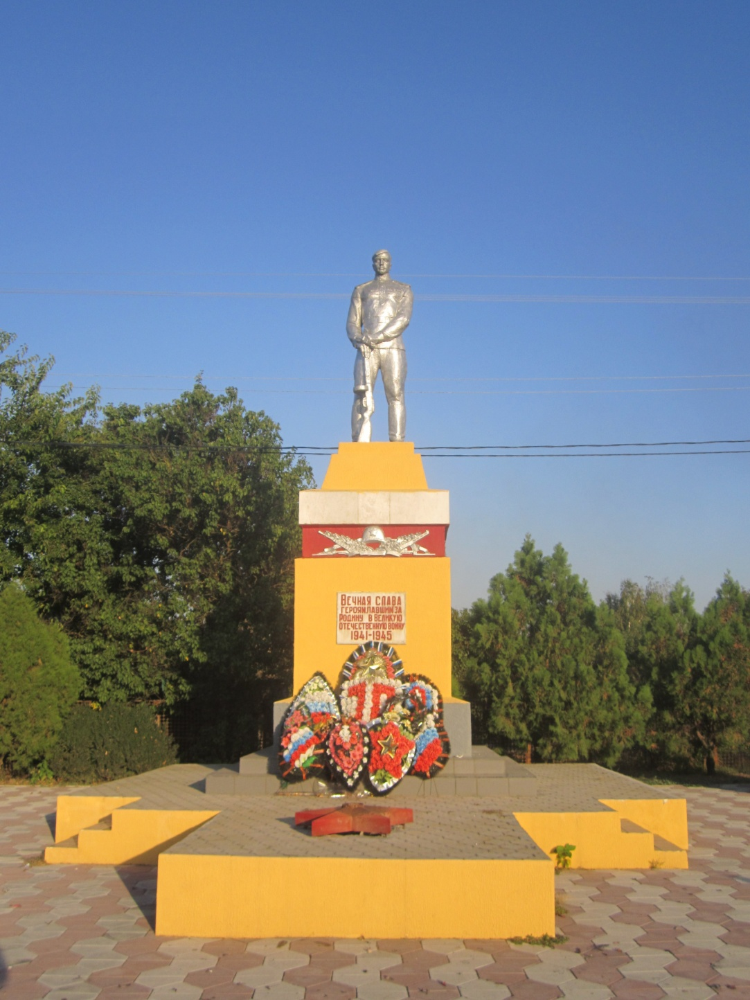 ВЕЧНАЯ СЛАВА
ГЕРОЯМ,ПАВШИМ ЗА
РОДИНУ В ВЕЛИКУЮ
ОТЕЧЕСТВЕННУЮ ВОЙНУ
1941-1945